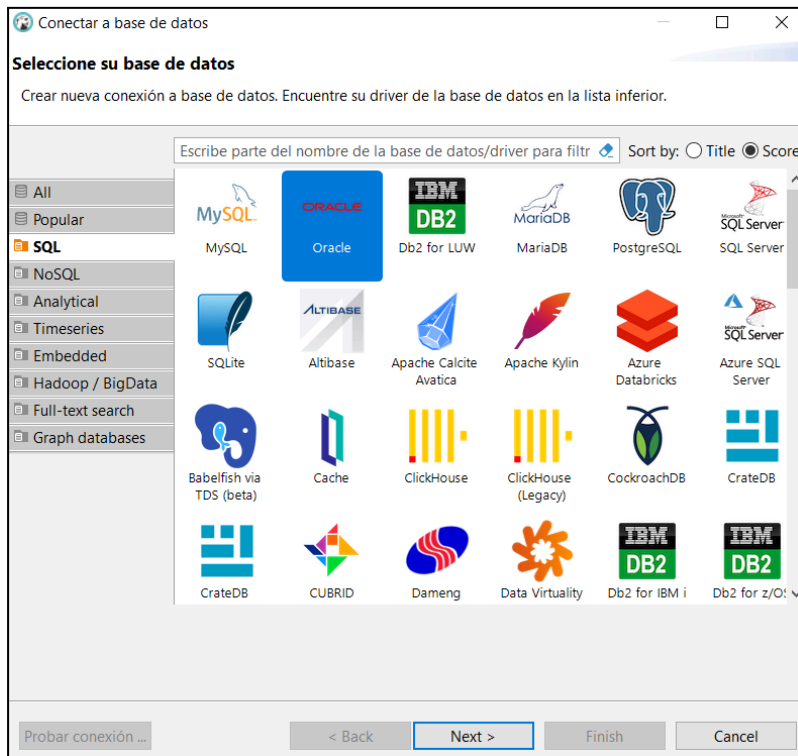 Conectar a base de datos
Seleccione su base de datos
Crear nueva conexión a base de datos. Encuentre su driver de la base de datos en la lista inferior.
Escribe parte del nombre de la base de datos/driver para filtr Sort by: Title Score
All
Popular
SQL
NoSQL
Analytical
Timeseries
Embedded
Hadoop / BigData
Full-text search
Graph databases
MySQL ORACLE IBM DB2 MariaDB Microsoft SQL Server
MySQL Oracle Db2 for LUW MariaDB PostgreSQL SQL Server
ALTIBASE Microsoft SQL Server
SQLite Altibase Apache Calcite Avatica Apache Kylin Azure Databricks Azure SQL Server
Babelfish via TDS (beta) Cache ClickHouse ClickHouse (Legacy) CockroachDB CrateDB
IBM DB2 IBM DB2
CrateDB CUBRID Dameng Data Virtuality Db2 for IBM i Db2 for z/OS
Probar conexión ... < Back Next > Finish Cancel